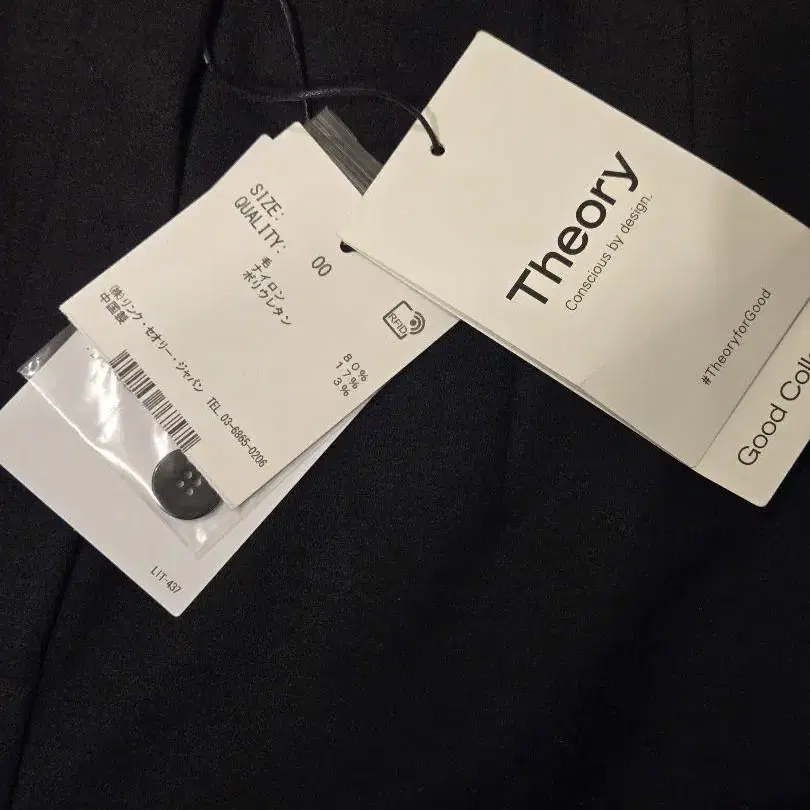 SIZE:
QUALITY: 00
毛
ナイロン
ポリウレタン
80%
17%
3%
(株)リンク・セオリー・ジャパン TEL.03-6865-0206
中国製
RFID
LIT-437
Theory
Conscious by design.
#TheoryforGood
Good Coll